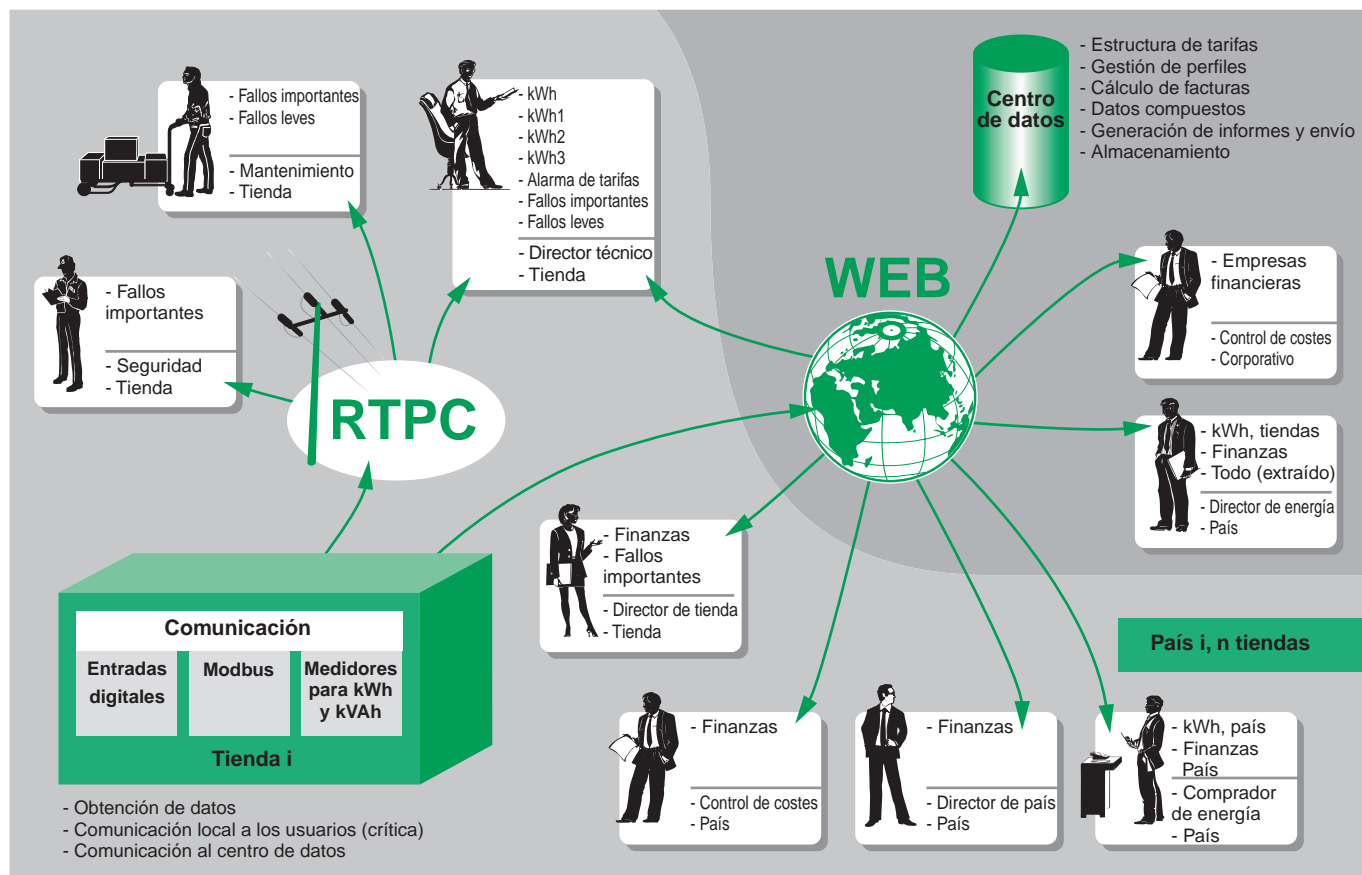 - Fallos importantes
- Fallos leves
- Mantenimiento
- Tienda
- kWh
- kWh1
- kWh2
- kWh3
- Alarma de tarifas
- Fallos importantes
- Fallos leves
- Director técnico
- Tienda
Centro
de datos
- Estructura de tarifas
- Gestión de perfiles
- Cálculo de facturas
- Datos compuestos
- Generación de informes y envío
- Almacenamiento
- Fallos
importantes
- Seguridad
- Tienda
RTPC
WEB
- Empresas
financieras
- Control de costes
- Corporativo
- kWh, tiendas
- Finanzas
- Todo (extraído)
- Director de energía
- País
- Finanzas
- Fallos
importantes
- Director de tienda
- Tienda
Comunicación
Entradas
digitales
Modbus
Medidores
para kWh
y kVAh
Tienda i
- Obtención de datos
- Comunicación local a los usuarios (crítica)
- Comunicación al centro de datos
País i, n tiendas
- Finanzas
- Control de costes
- País
- Finanzas
- Director de país
- País
- kWh, país
- Finanzas
País
- Comprador
de energía
- País